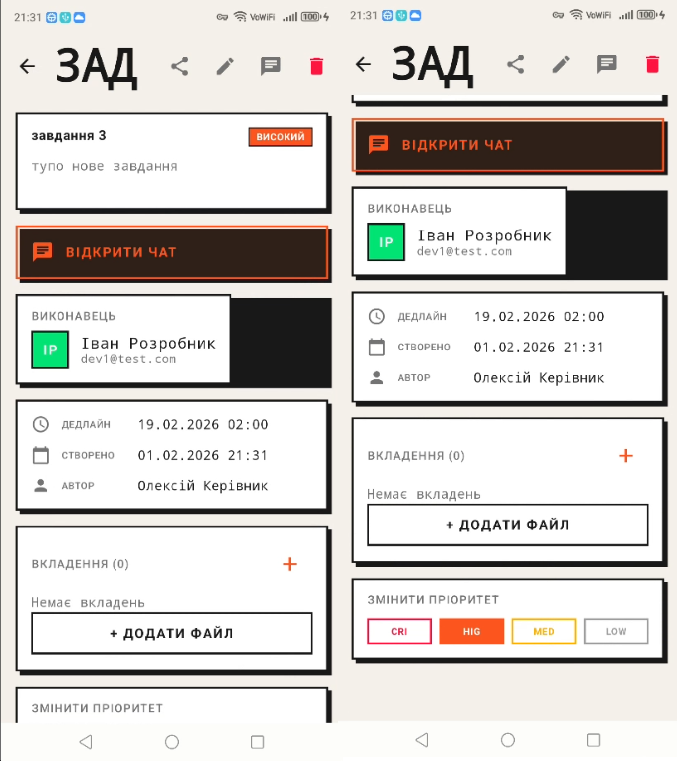 21:31
VoWiFi
100
ЗАД
завдання 3
ВИСОКИЙ
тупо нове завдання
ВІДКРИТИ ЧАТ
ВИКОНАВЕЦЬ
ІР
Іван Розробник
dev1@test.com
ДЕДЛАЙН 19.02.2026 02:00
СТВОРЕНО 01.02.2026 21:31
АВТОР Олексій Керівник
ВКЛАДЕННЯ (0) +
Немає вкладень
+ ДОДАТИ ФАЙЛ
ЗМІНИТИ ПРІОРИТЕТ
21:31
VoWiFi
100
ЗАД
ВІДКРИТИ ЧАТ
ВИКОНАВЕЦЬ
ІР
Іван Розробник
dev1@test.com
ДЕДЛАЙН 19.02.2026 02:00
СТВОРЕНО 01.02.2026 21:31
АВТОР Олексій Керівник
ВКЛАДЕННЯ (0) +
Немає вкладень
+ ДОДАТИ ФАЙЛ
ЗМІНИТИ ПРІОРИТЕТ
CRI HIG MED LOW